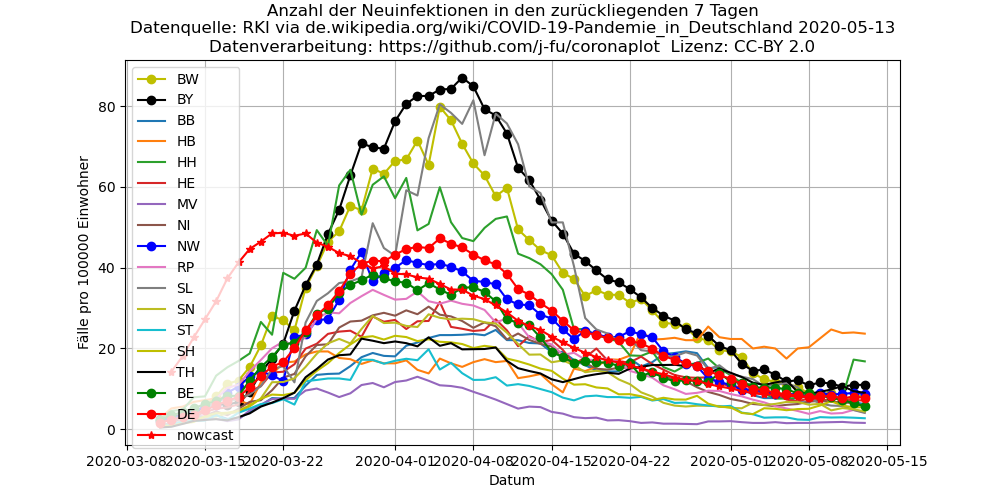 Anzahl der Neuinfektionen in den zurückliegenden 7 Tagen
Datenquelle: RKI via de.wikipedia.org/wiki/COVID-19-Pandemie_in_Deutschland 2020-05-13
Datenverarbeitung: https://github.com/j-fu/coronaplot Lizenz: CC-BY 2.0
Fälle pro 100000 Einwohner
80
60
40
20
0
BW
BY
BB
HB
HH
HE
MV
NI
NW
RP
SL
SN
ST
SH
TH
BE
DE
nowcast
2020-03-08 2020-03-15 2020-03-22 2020-04-01 2020-04-08 2020-04-15 2020-04-22 2020-05-01 2020-05-08 2020-05-15
Datum